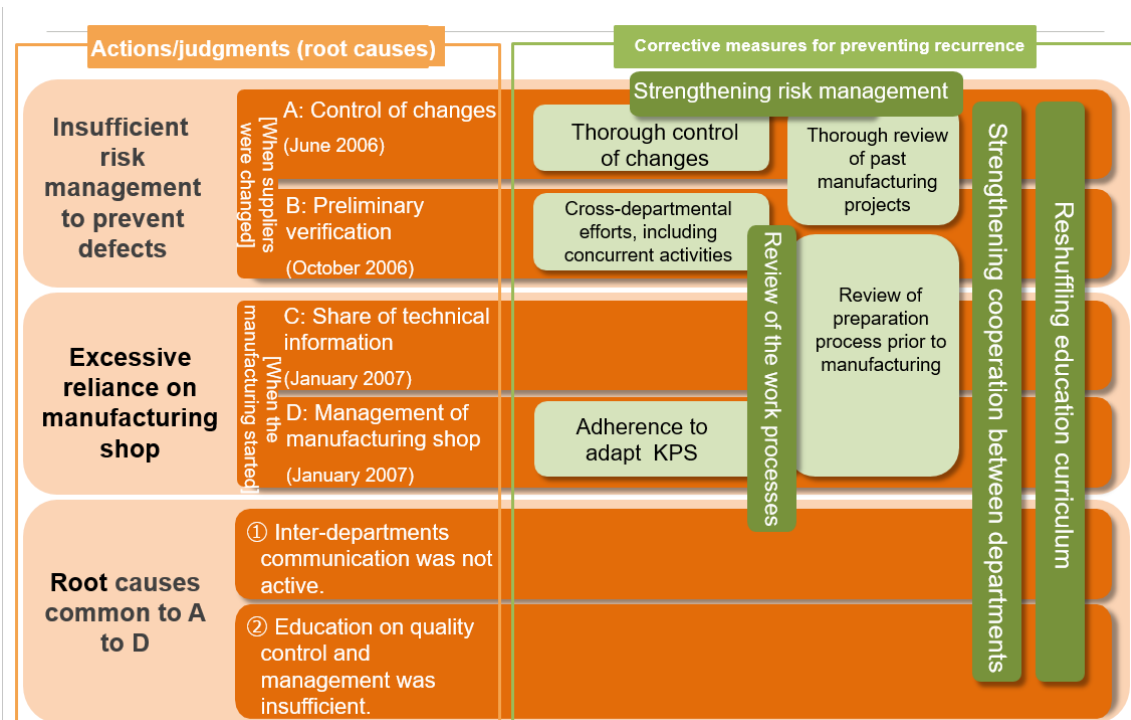 Actions/judgments (root causes)
Corrective measures for preventing recurrence
Insufficient
risk
management
to prevent
defects
[When suppliers
were changed]
A: Control of changes
(June 2006)
B: Preliminary
verification
(October 2006)
Strengthening risk management
Thorough control
of changes
Thorough review
of past
manufacturing
projects
Cross-departmental
efforts, including
concurrent activities
Excessive
reliance on
manufacturing
shop
[When the
manufacturing started]
C: Share of technical
information
(January 2007)
D: Management of
manufacturing shop
(January 2007)
Review of
preparation
process prior to
manufacturing
Adherence to
adapt KPS
Review of the work processes
Strengthening cooperation between departments
Reshuffling education curriculum
Root causes
common to A
to D
① Inter-departments
communication was not
active.
② Education on quality
control and
management was
insufficient.